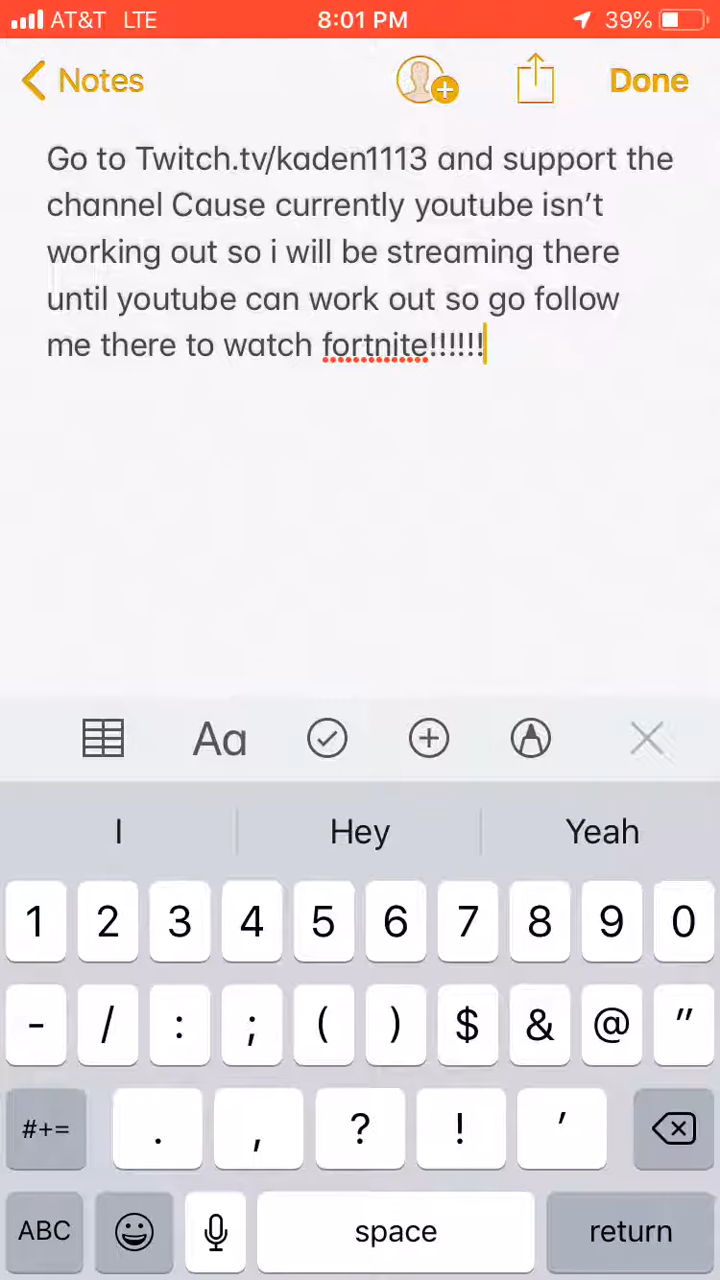 AT&T LTE 8:01 PM 39%
Notes Done
Go to Twitch.tv/kaden1113 and support the
channel Cause currently youtube isn’t
working out so i will be streaming there
until youtube can work out so go follow
me there to watch fortnite!!!!!!
Aa
I Hey Yeah
1 2 3 4 5 6 7 8 9 0
- / : ; ( ) $ & @ "
#+= . , ? ! '
ABC space return